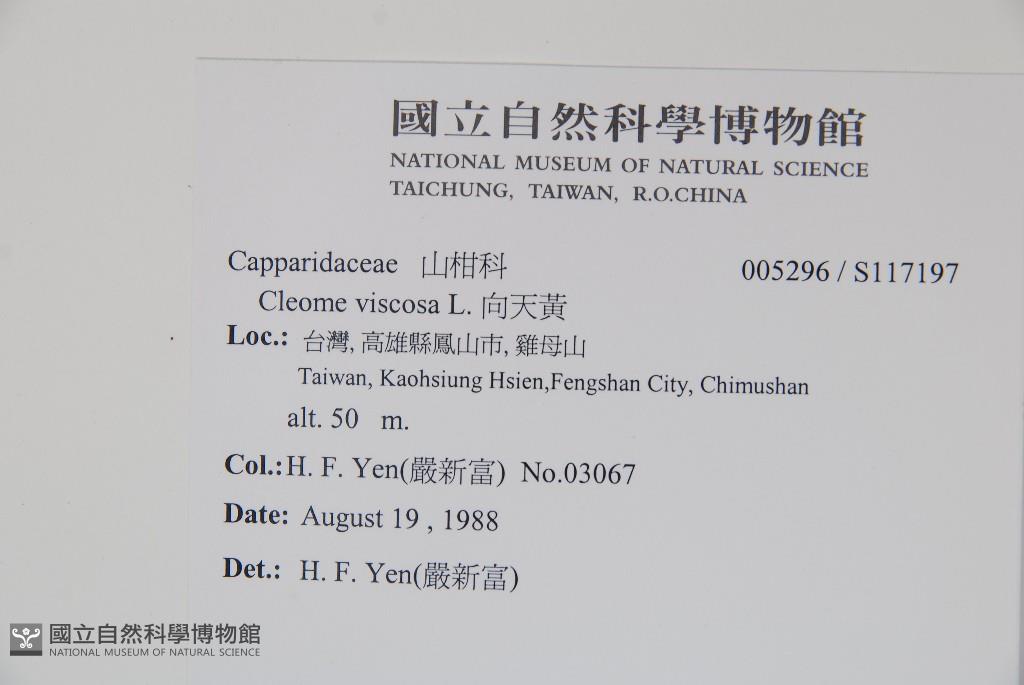 國立自然科學博物館
NATIONAL MUSEUM OF NATURAL SCIENCE
TAICHUNG, TAIWAN, R.O.CHINA
Capparidaceae 山柑科 005296 / S117197
Cleome viscosa L. 向天黃
Loc.: 台灣, 高雄縣鳳山市, 雞母山
Taiwan, Kaohsiung Hsien,Fengshan City, Chimushan
alt. 50 m.
Col.: H. F. Yen(嚴新富) No.03067
Date: August 19 , 1988
Det.: H. F. Yen(嚴新富)
國立自然科學博物館
NATIONAL MUSEUM OF NATURAL SCIENCE